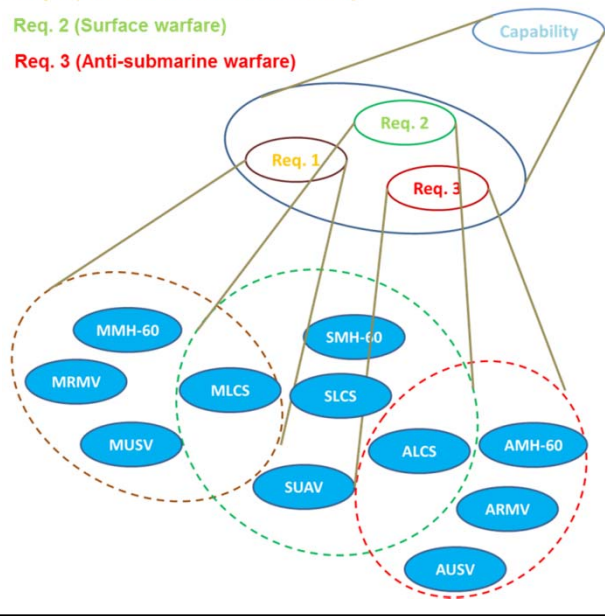 Req. 2 (Surface warfare)
Req. 3 (Anti-submarine warfare)
Capability
Req. 2
Req. 1
Req. 3
MMH-60
SMH-60
MRMV
MLCS
SLCS
MUSV
ALCS
AMH-60
SUAV
ARMV
AUSV